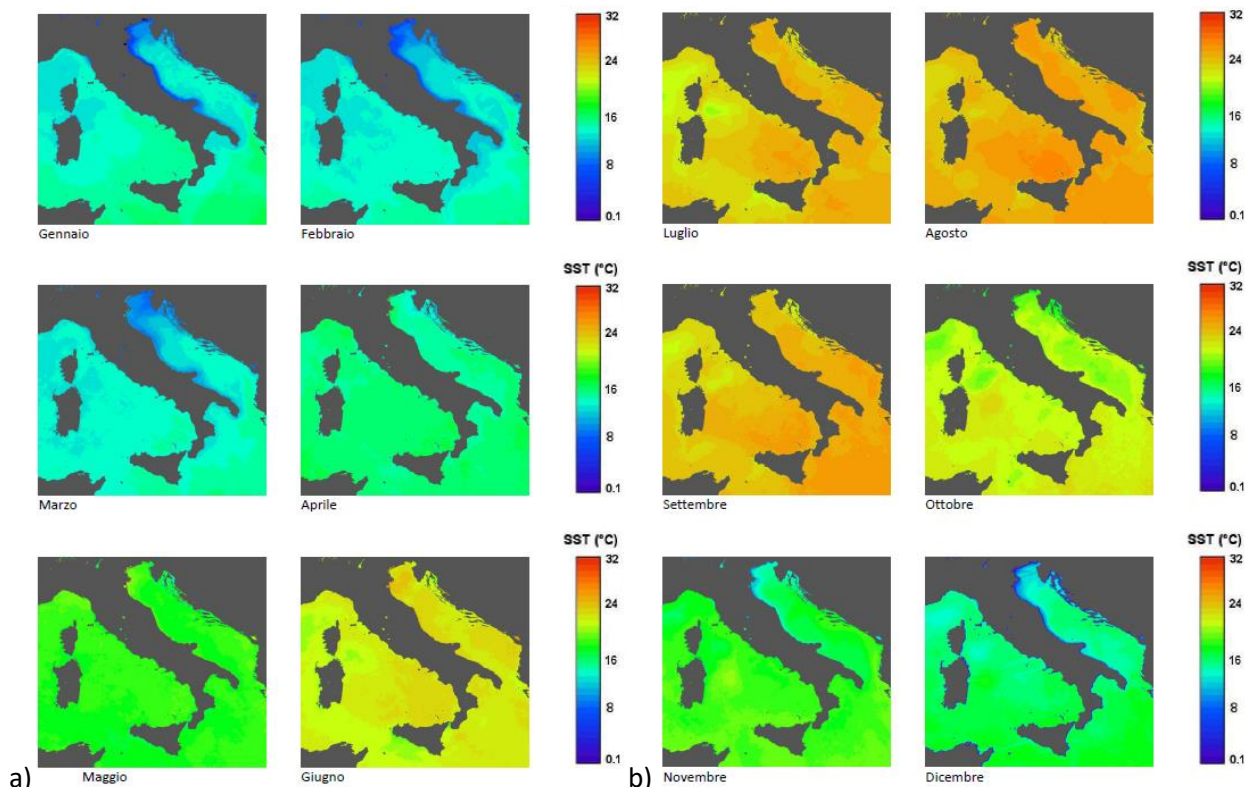 32
24
16
8
0.1
Gennaio
Febbraio
32
24
16
8
0.1
Luglio
Agosto
SST (°C)
32
24
16
8
0.1
Marzo
Aprile
SST (°C)
32
24
16
8
0.1
Settembre
Ottobre
SST (°C)
32
24
16
8
0.1
a)
Maggio
Giugno
SST (°C)
32
24
16
8
0.1
b)
Novembre
Dicembre